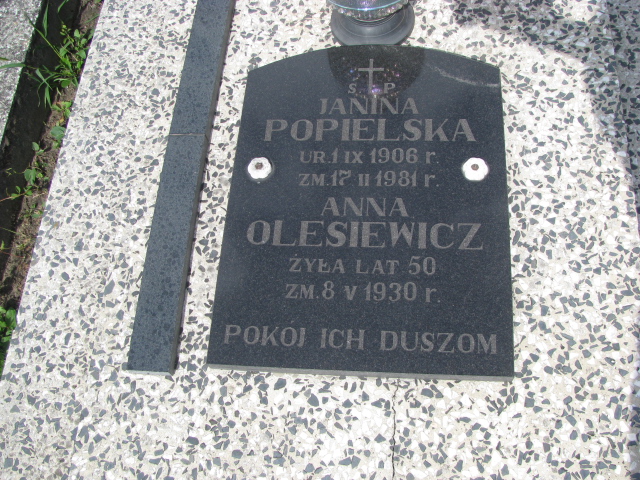 Ś. P.
JANINA
POPIELSKA
UR. 1 IX 1906 r.
ZM. 17 II 1981 r.
ANNA
OLESIEWICZ
ŻYŁA LAT 50
ZM. 8 V 1930 r.
POKÓJ ICH DUSZOM